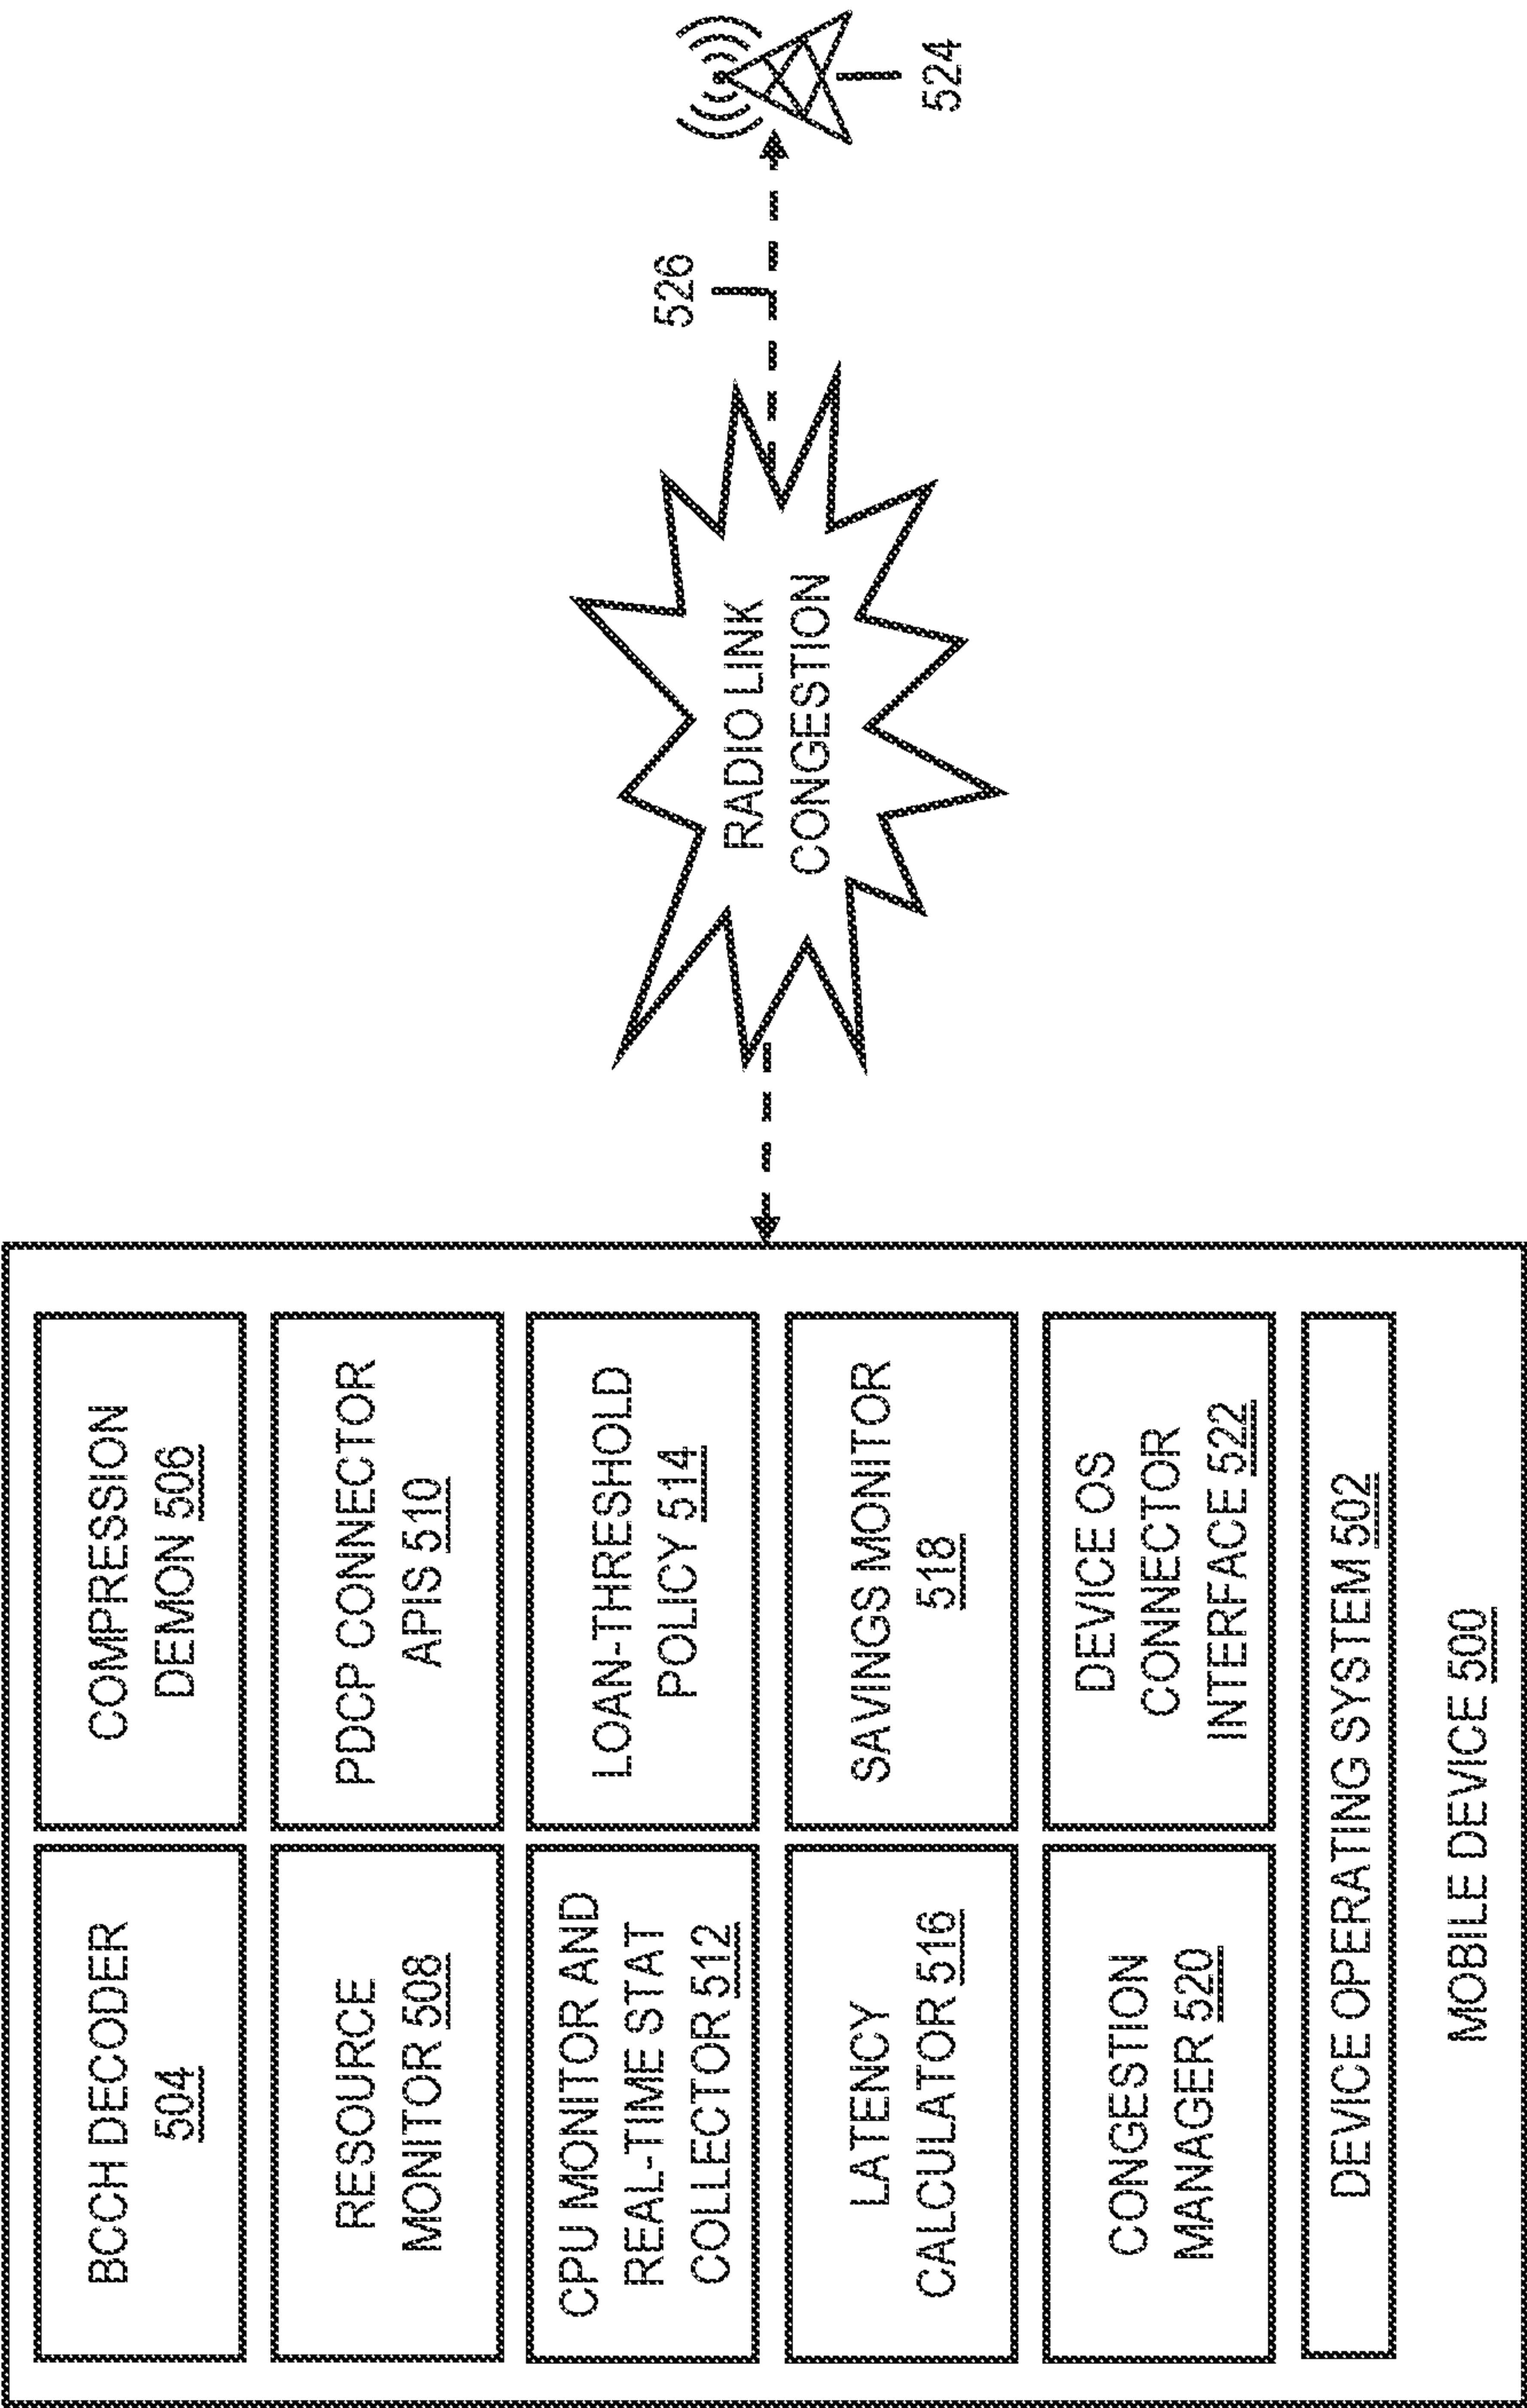 BCCH DECODER
504
COMPRESSION
DEMON 506
RESOURCE
MONITOR 508
PDCP CONNECTOR
APIS 510
CPU MONITOR AND
REAL-TIME STAT
COLLECTOR 512
LOAN-THRESHOLD
POLICY 514
LATENCY
CALCULATOR 516
SAVINGS MONITOR
518
CONGESTION
MANAGER 520
DEVICE OS
CONNECTOR
INTERFACE 522
DEVICE OPERATING SYSTEM 502
MOBILE DEVICE 500
RADIO LINK
CONGESTION
526
524